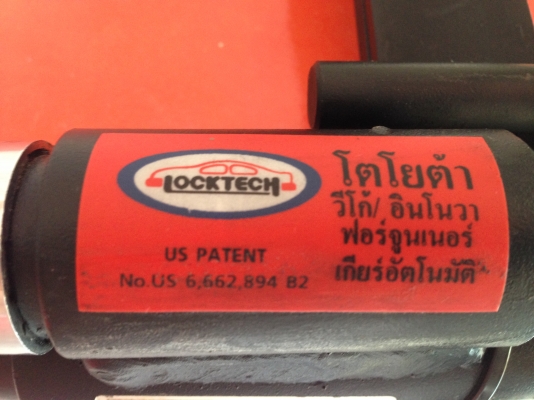 LOCKTECH
US PATENT
No.US 6,662,894 B2
โตโยต้า
วีโก้/ อินโนวา
ฟอร์จูนเนอร์
เกียร์อัตโนมัติ